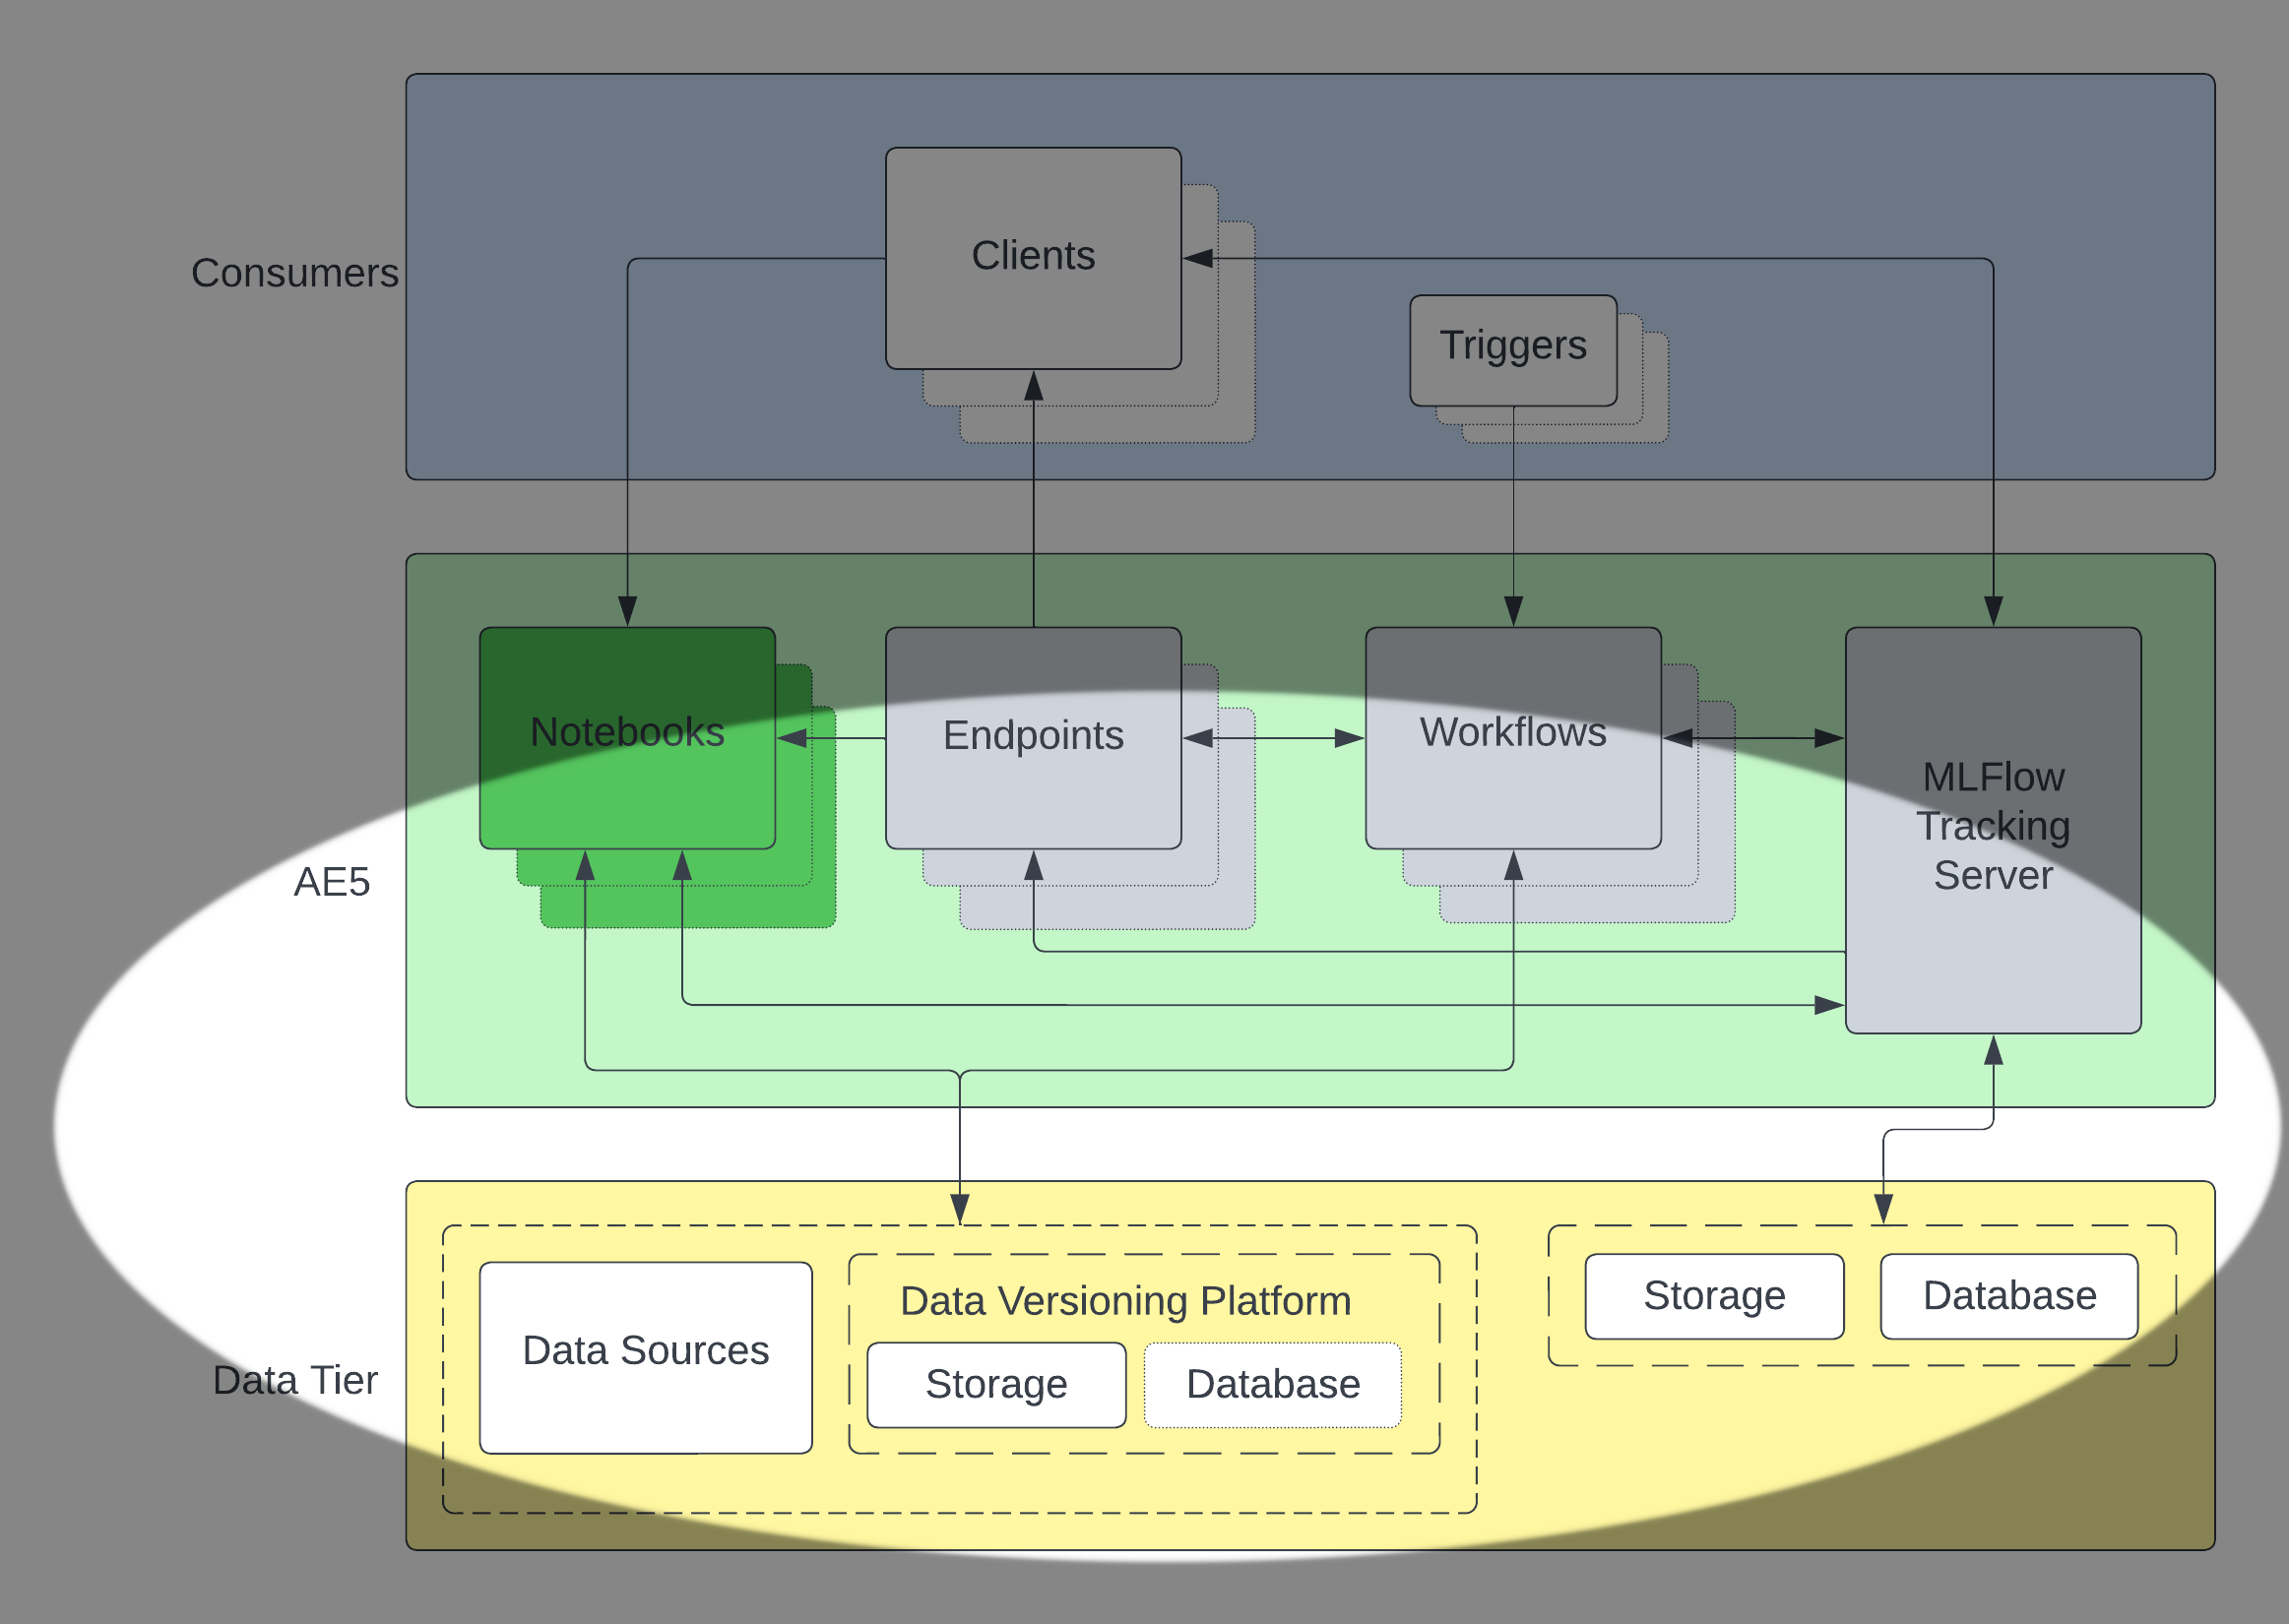 Consumers
Clients
Triggers
AE5
Notebooks
Endpoints
Workflows
MLFlow
Tracking
Server
Data Tier
Data Sources
Data Versioning Platform
Storage
Database
Storage
Database